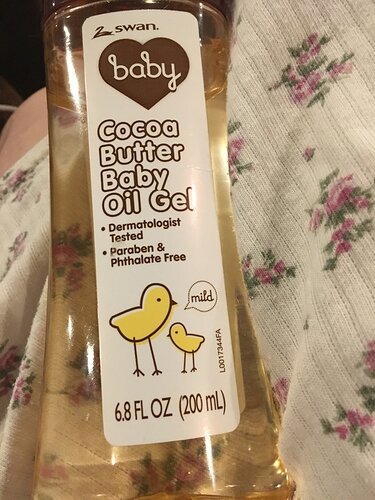 swan.
baby
Cocoa
Butter
Baby
Oil Gel
• Dermatologist
Tested
• Paraben &
Phthalate Free
mild
L0017344FA
6.8 FL OZ (200 mL)